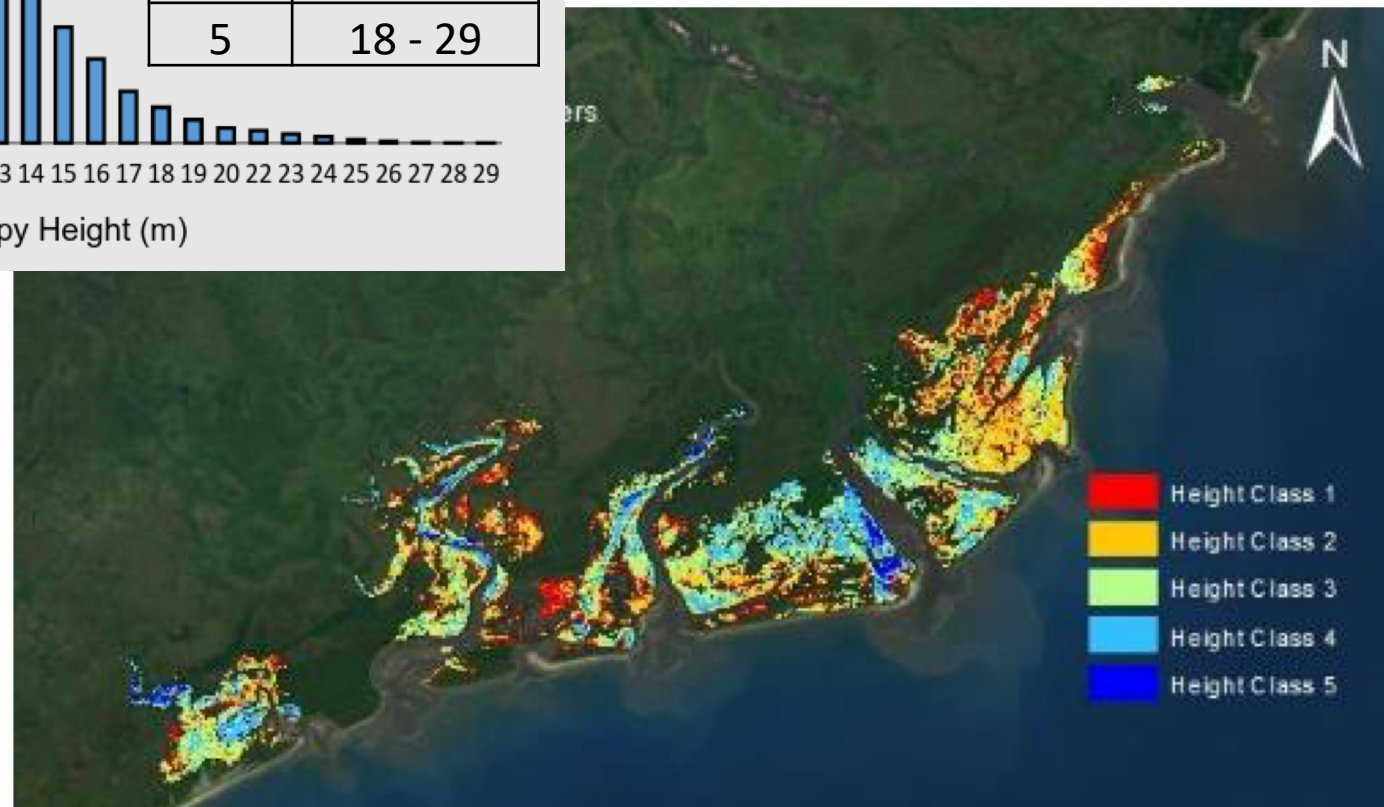 5 18 - 29
ers
N
3 14 15 16 17 18 19 20 22 23 24 25 26 27 28 29
py Height (m)
Height Class 1
Height Class 2
Height Class 3
Height Class 4
Height Class 5